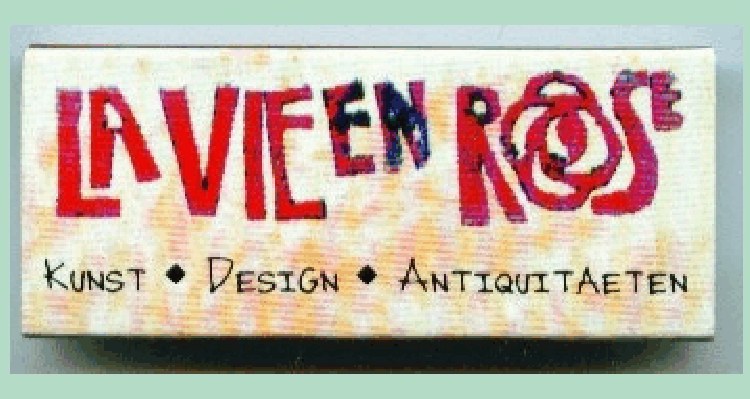 LA VIE EN ROSE
KUNST ◆ DESIGN ◆ ANTIQUITAETEN